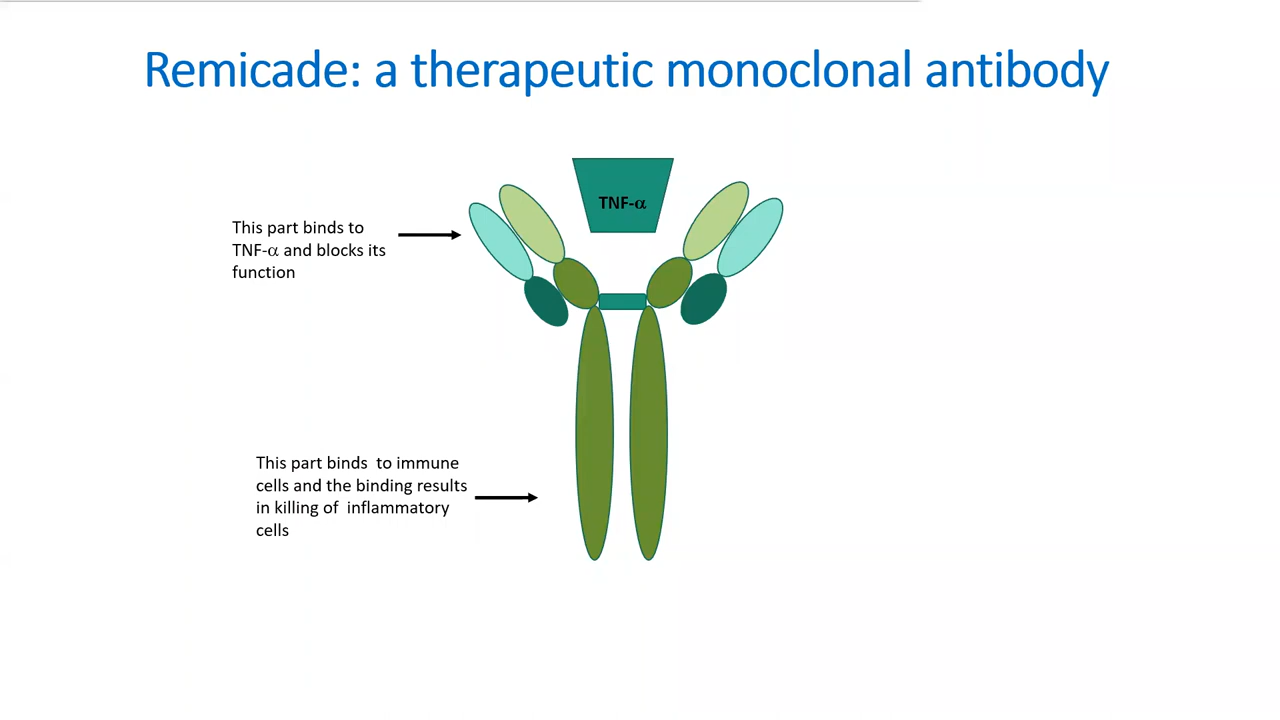 Remicade: a therapeutic monoclonal antibody
TNF-α
This part binds to
TNF-α and blocks its
function
This part binds  to immune
cells and the binding results
in killing of  inflammatory
cells